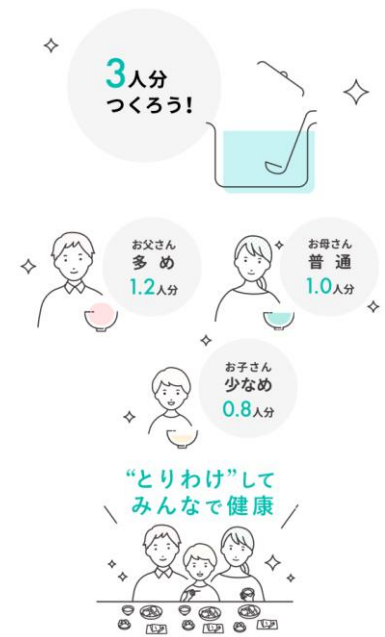 3人分
つくろう!
お父さん
多め
1.2人分
お母さん
普通
1.0人分
お子さん
少なめ
0.8人分
“とりわけ”して
みんなで健康